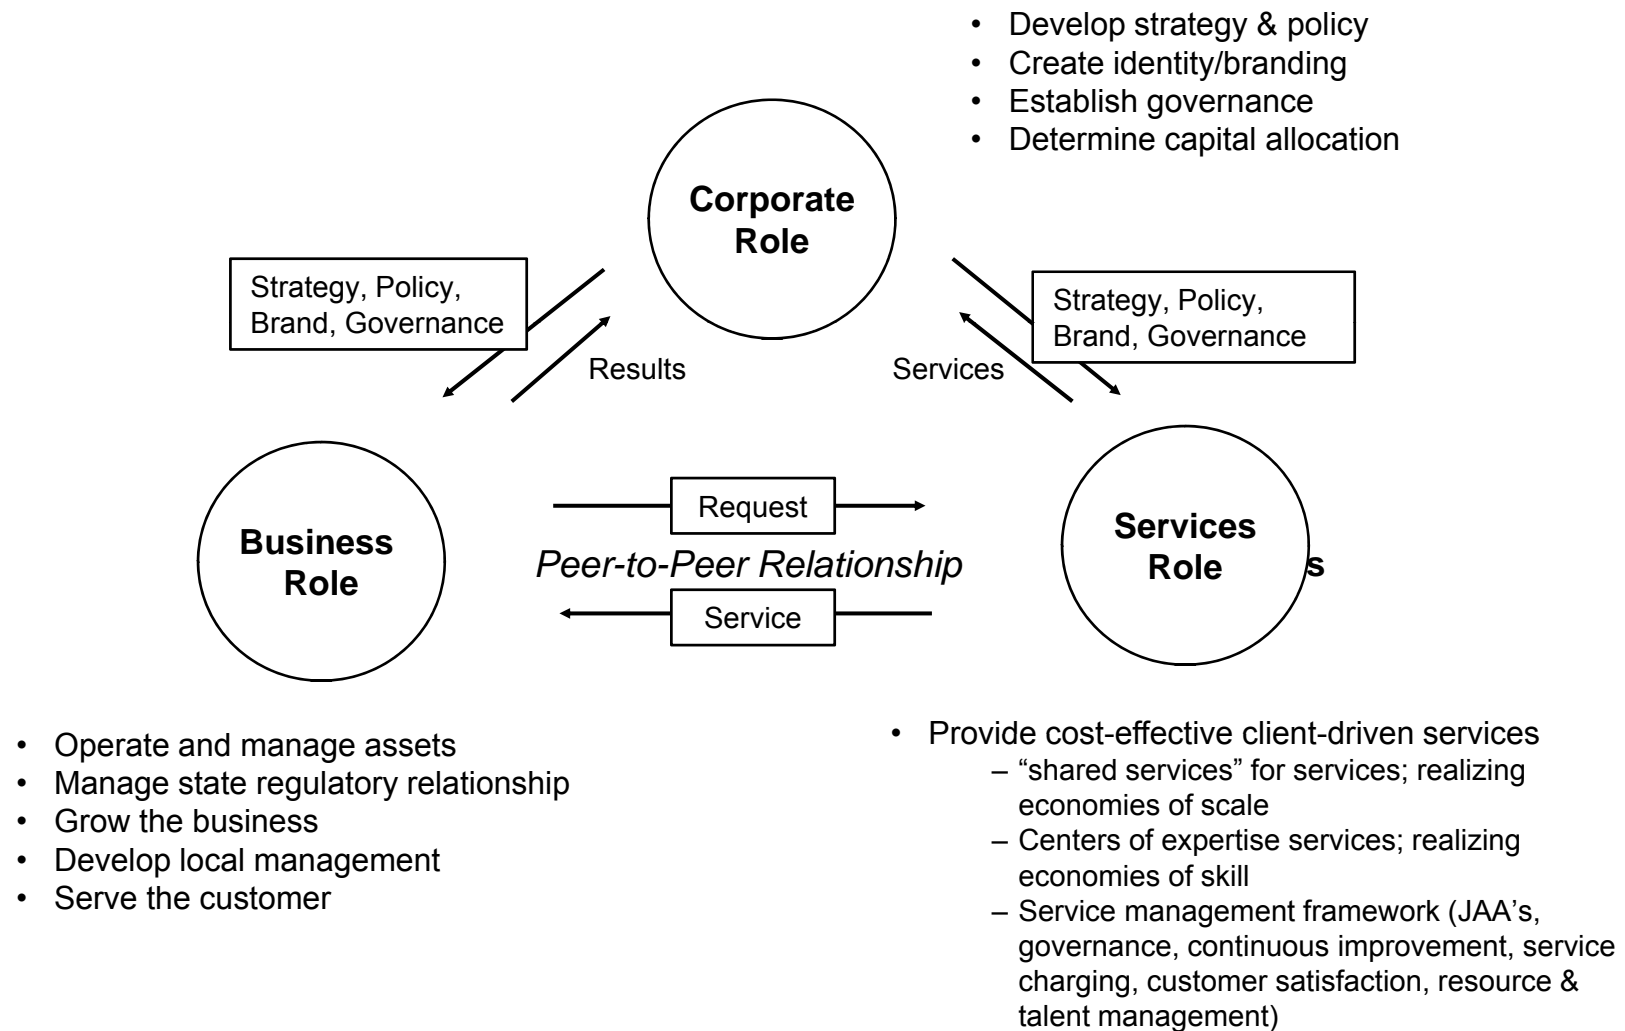 • Develop strategy & policy
• Create identity/branding
• Establish governance
• Determine capital allocation
Corporate
Role
Strategy, Policy,
Brand, Governance
Strategy, Policy,
Brand, Governance
Results
Services
Business
Role
Request
Peer-to-Peer Relationship
Service
Services
Role
s
• Operate and manage assets
• Manage state regulatory relationship
• Grow the business
• Develop local management
• Serve the customer
• Provide cost-effective client-driven services
– “shared services” for services; realizing
economies of scale
– Centers of expertise services; realizing
economies of skill
– Service management framework (JAA’s,
governance, continuous improvement, service
charging, customer satisfaction, resource &
talent management)